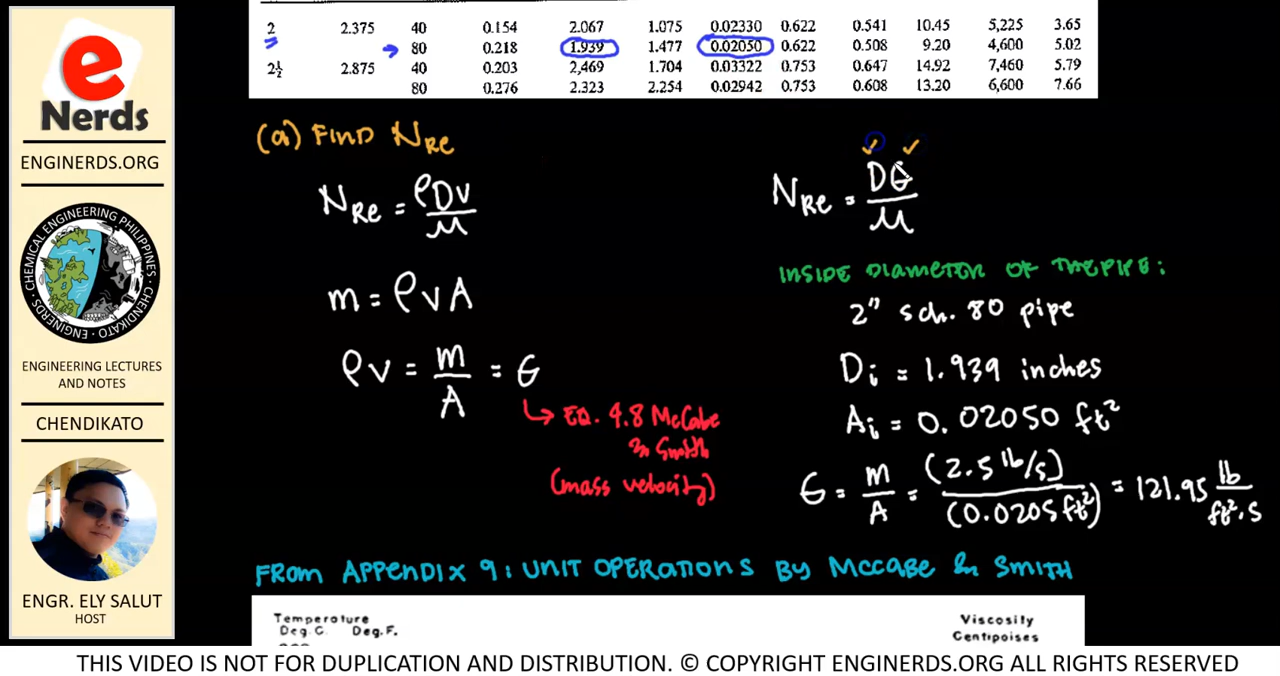 e
Nerds
ENGINERDS.ORG
CHEMICAL ENGINEERING PHILIPPINES
CHENDIKATO
ENGINEERING LECTURES
AND NOTES
CHENDIKATO
ENGR. ELY SALUT
HOST
2 2.375 40 0.154 2.067 1.075 0.02330 0.622 0.541 10.45 5,225 3.65
80 0.218 1.939 1.477 0.02050 0.622 0.508 9.20 4,600 5.02
2½ 2.875 40 0.203 2,469 1.704 0.03322 0.753 0.647 14.92 7,460 5.79
80 0.276 2.323 2.254 0.02942 0.753 0.608 13.20 6,600 7.66
(a) FIND NRe
NRe = ρDV/μ
m = ρVA
ρV = m/A = G
↳ EQ. 4.8 McCabe
& Smith
(mass velocity)
NRe = DG/μ
INSIDE DIAMETER OF THE PIPE:
2" sch. 80 pipe
Di = 1.939 inches
Ai = 0.02050 ft²
G = m/A = (2.5 lb/s)/(0.0205 ft²) = 121.95 lb/ft²·s
FROM APPENDIX 9: UNIT OPERATIONS BY MCCABE & SMITH
Temperature
Deg.C. Deg.F.
Viscosity
Centipoises
THIS VIDEO IS NOT FOR DUPLICATION AND DISTRIBUTION. © COPYRIGHT ENGINERDS.ORG ALL RIGHTS RESERVED